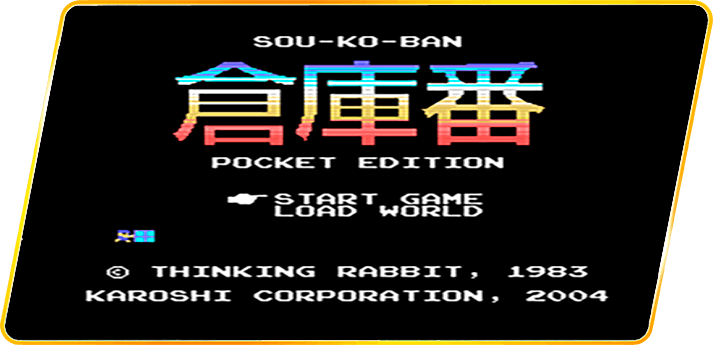 SOU-KO-BAN
倉庫番
POCKET EDITION
START GAME
LOAD WORLD
© THINKING RABBIT, 1983
KAROSHI CORPORATION, 2004